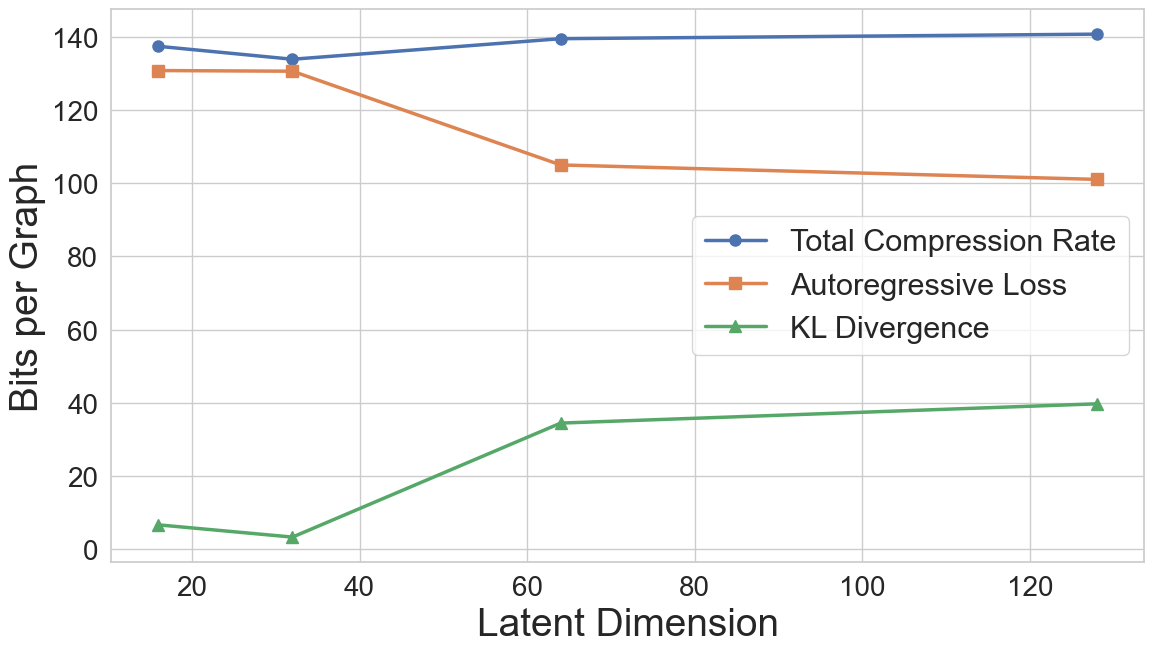 140
120
100
80
60
40
20
0
Bits per Graph
Total Compression Rate
Autoregressive Loss
KL Divergence
20 40 60 80 100 120
Latent Dimension